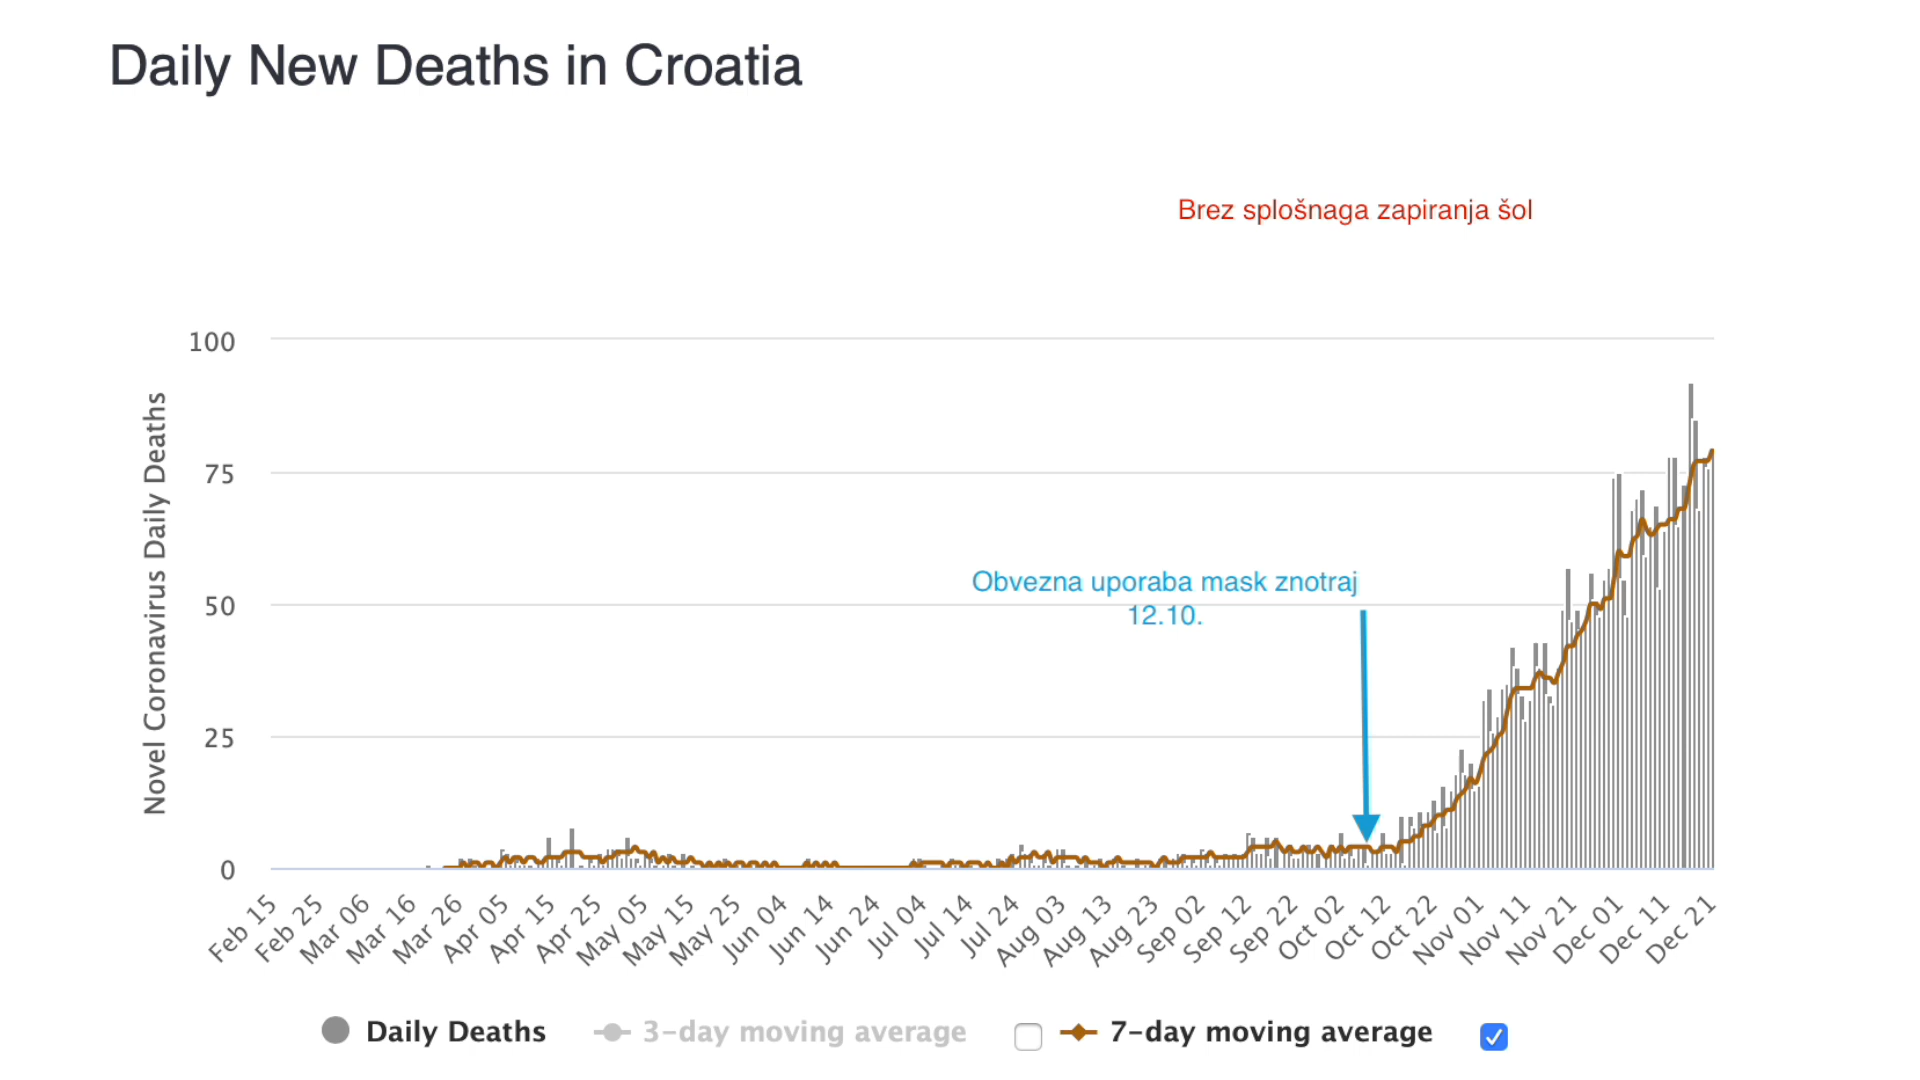 Daily New Deaths in Croatia
Brez splošnaga zapiranja šol
Novel Coronavirus Daily Deaths
100
75
50
25
0
Obvezna uporaba mask znotraj
12.10.
Feb 15
Feb 25
Mar 06
Mar 16
Mar 26
Apr 05
Apr 15
Apr 25
May 05
May 15
May 25
Jun 04
Jun 14
Jun 24
Jul 04
Jul 14
Jul 24
Aug 03
Aug 13
Aug 23
Sep 02
Sep 12
Sep 22
Oct 02
Oct 12
Oct 22
Nov 01
Nov 11
Nov 21
Dec 01
Dec 11
Dec 21
Daily Deaths
3-day moving average
7-day moving average